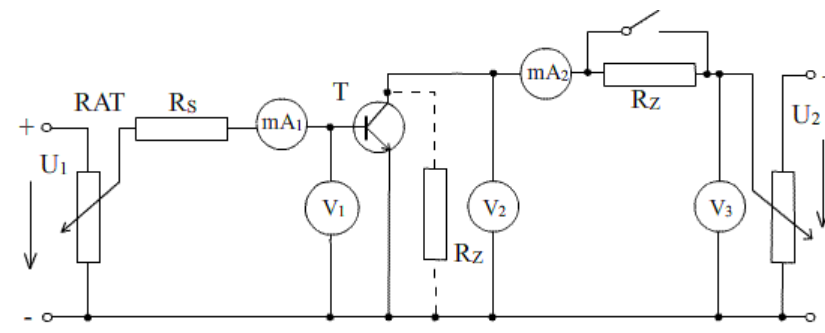 mA₂
RAT
Rs
T
Rz
+
mA₁
U₁
U₂
V₁
V₂
V₃
Rz
-